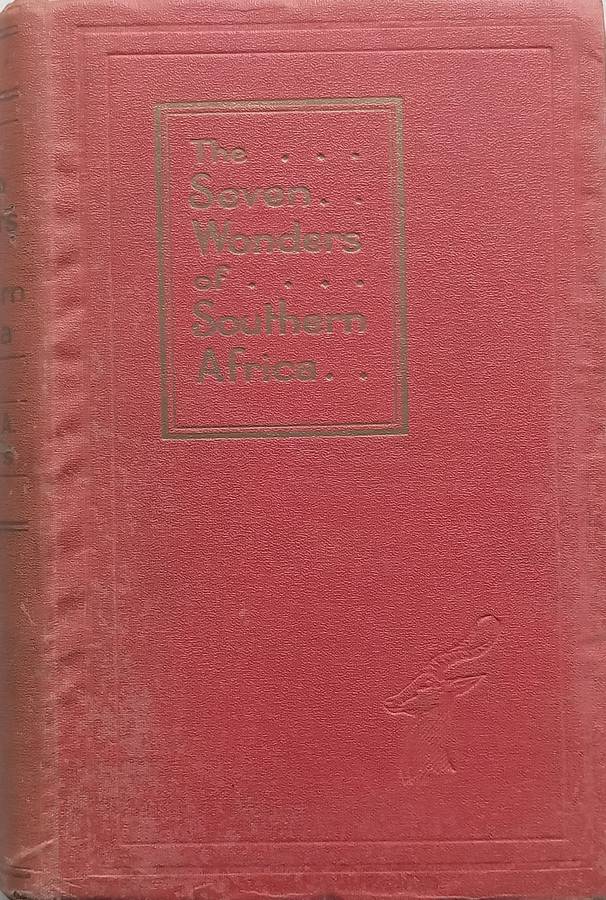 The . . .
Seven . .
Wonders
of . . . .
Southern
Africa . .